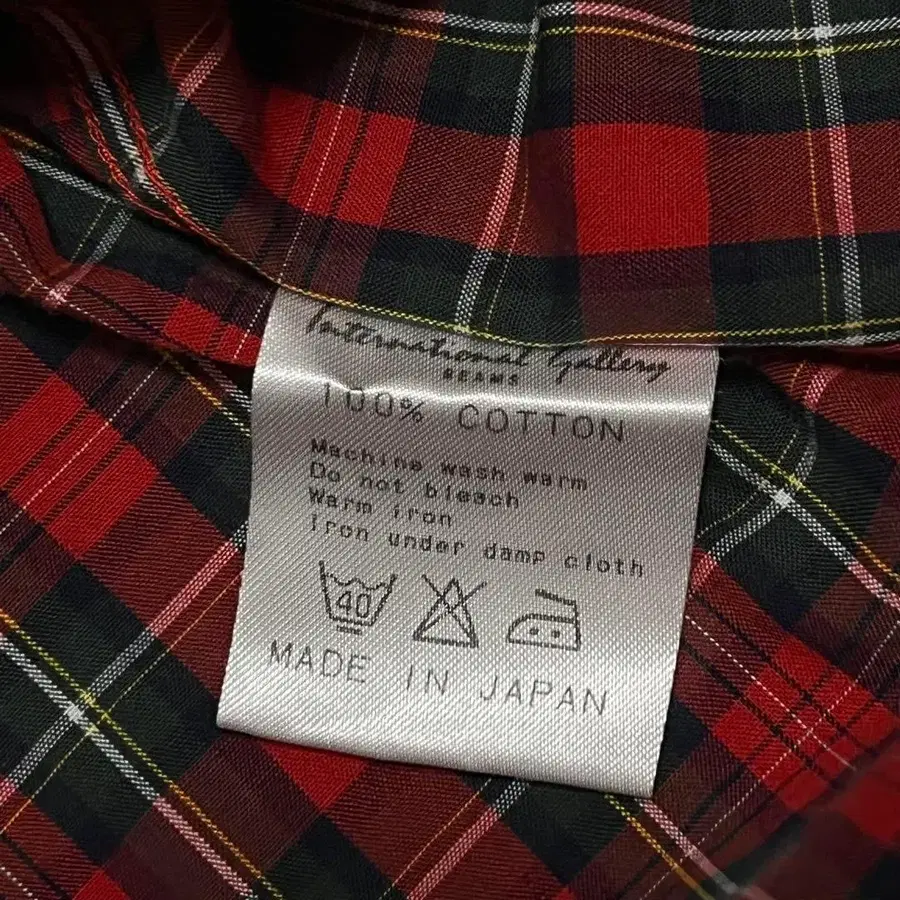 International Gallery
BEAMS
100% COTTON
Machine wash warm
Do not bleach
Warm iron
Iron under damp cloth
40
MADE IN JAPAN